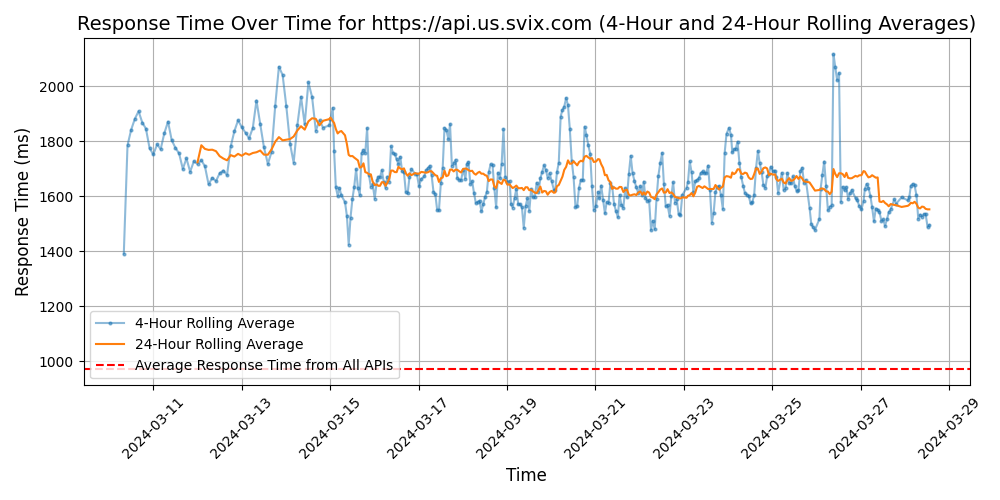 Response Time Over Time for https://api.us.svix.com (4-Hour and 24-Hour Rolling Averages)
Response Time (ms)
2000
1800
1600
1400
1200
1000
4-Hour Rolling Average
24-Hour Rolling Average
Average Response Time from All APIs
2024-03-11
2024-03-13
2024-03-15
2024-03-17
2024-03-19
2024-03-21
2024-03-23
2024-03-25
2024-03-27
2024-03-29
Time